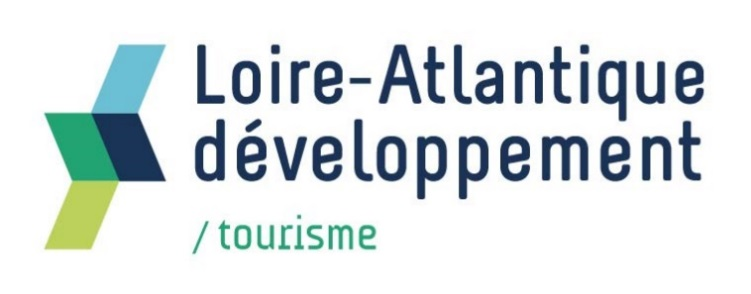 Loire-Atlantique
développement
/ tourisme